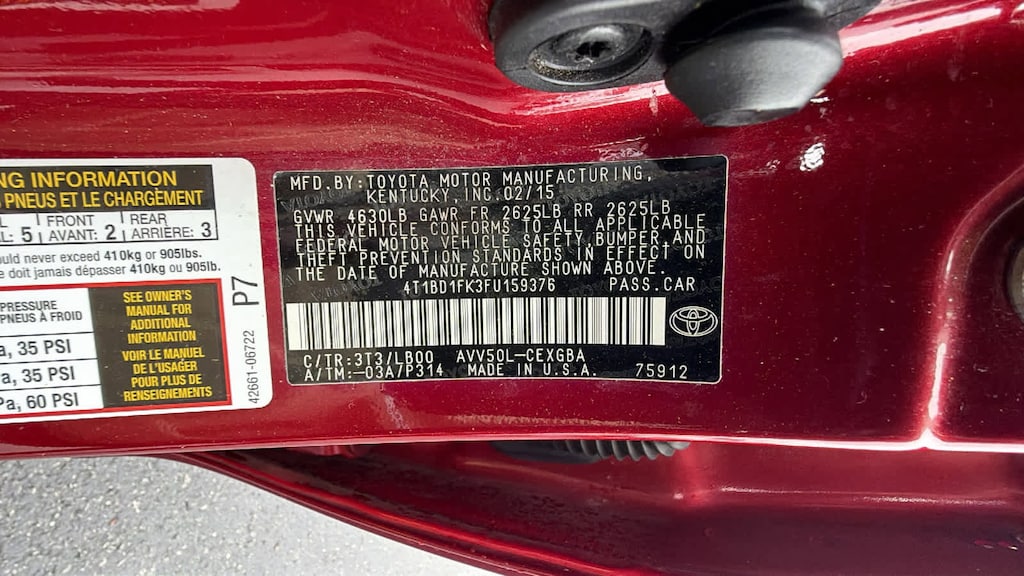 NG INFORMATION
PNEUS ET LE CHARGEMENT
5 FRONT AVANT: 2 REAR ARRIÈRE: 3
never exceed 410kg or 905lbs.
e doit jamais dépasser 410kg ou 905lb.
PRESSURE
PNEUS À FROID
35 PSI
35 PSI
60 PSI
SEE OWNER'S
MANUAL FOR
ADDITIONAL
INFORMATION
VOIR LE MANUEL
DE L'USAGER
POUR PLUS DE
RENSEIGNEMENTS
P7
42661-06722
MFD. BY: TOYOTA MOTOR MANUFACTURING,
KENTUCKY, INC. 02/15
GVWR 4630LB GAWR FR 2625LB RR 2625LB
THIS VEHICLE CONFORMS TO ALL APPLICABLE
FEDERAL MOTOR VEHICLE SAFETY, BUMPER, AND
THEFT PREVENTION STANDARDS IN EFFECT ON
THE DATE OF MANUFACTURE SHOWN ABOVE.
4T1BD1FK3FU159376 PASS.CAR
C/TR:3T3/LB00 AVV50L-CEXGBA
A/TM:-03A/P314 MADE IN U.S.A. 75912